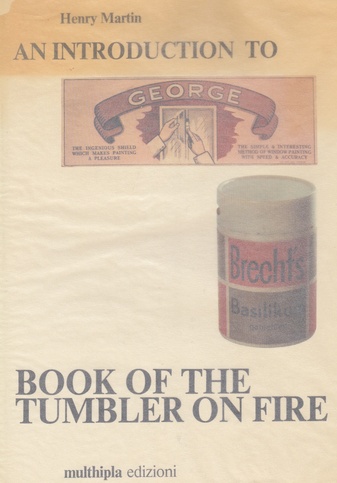 Henry Martin
AN INTRODUCTION TO
GEORGE
THE INGENIOUS SHIELD
WHICH MAKES PAINTING
A PLEASURE
THE SIMPLE & INTERESTING
METHOD OF WINDOW PAINTING
WITH SPEED & ACCURACY
Brecht's
Basilikum
BOOK OF THE
TUMBLER ON FIRE
multhipla edizioni